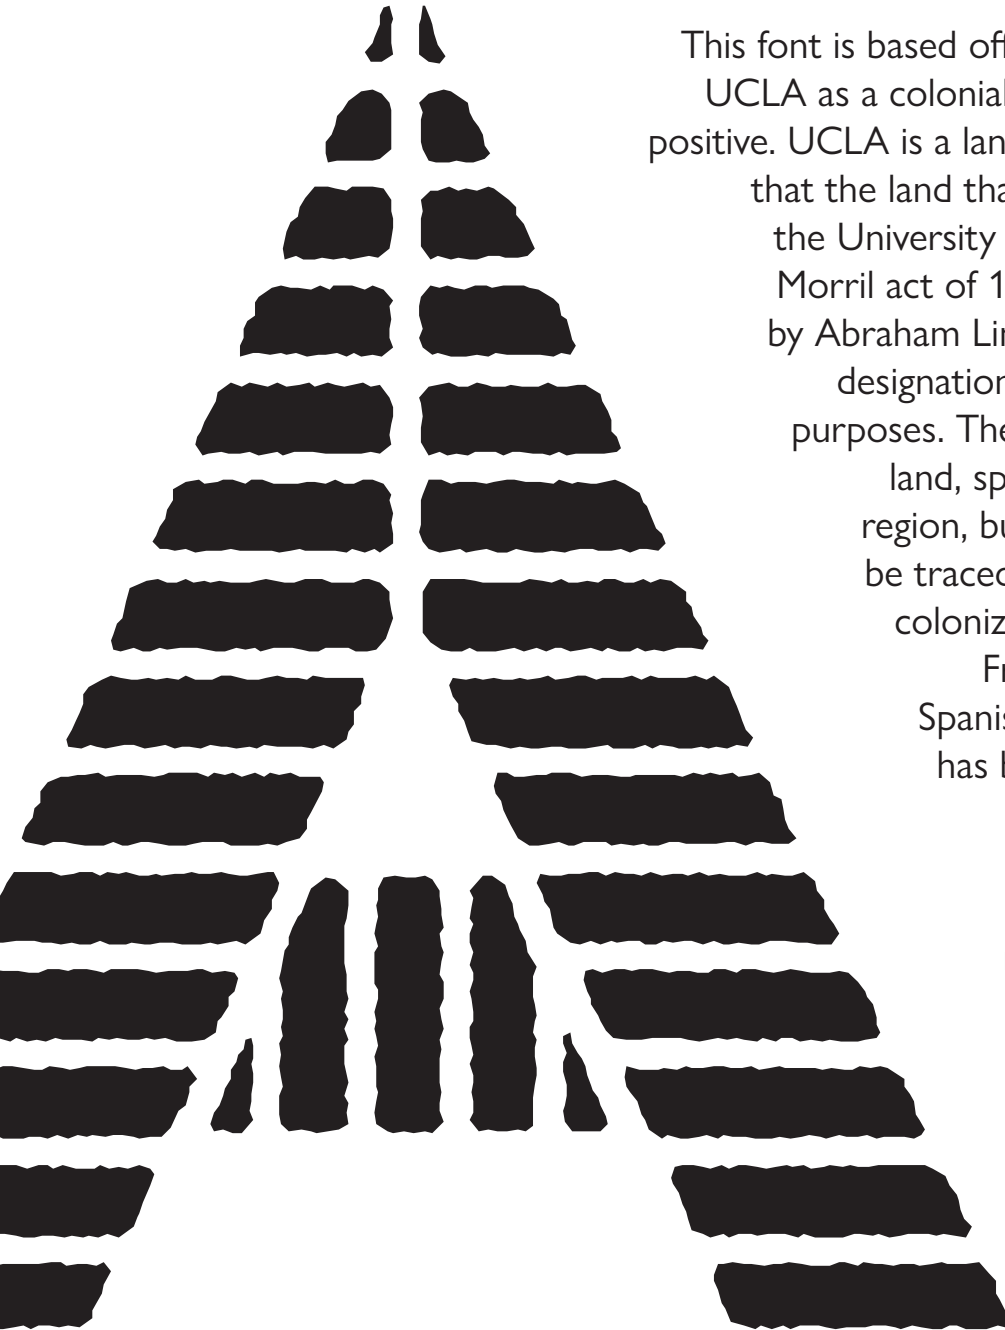 A
This font is based off
UCLA as a colonial
positive. UCLA is a lan
that the land tha
the University
Morril act of 1
by Abraham Lin
designation
purposes. The
land, sp
region, bu
be traced
coloniz
Fr
Spanis
has b